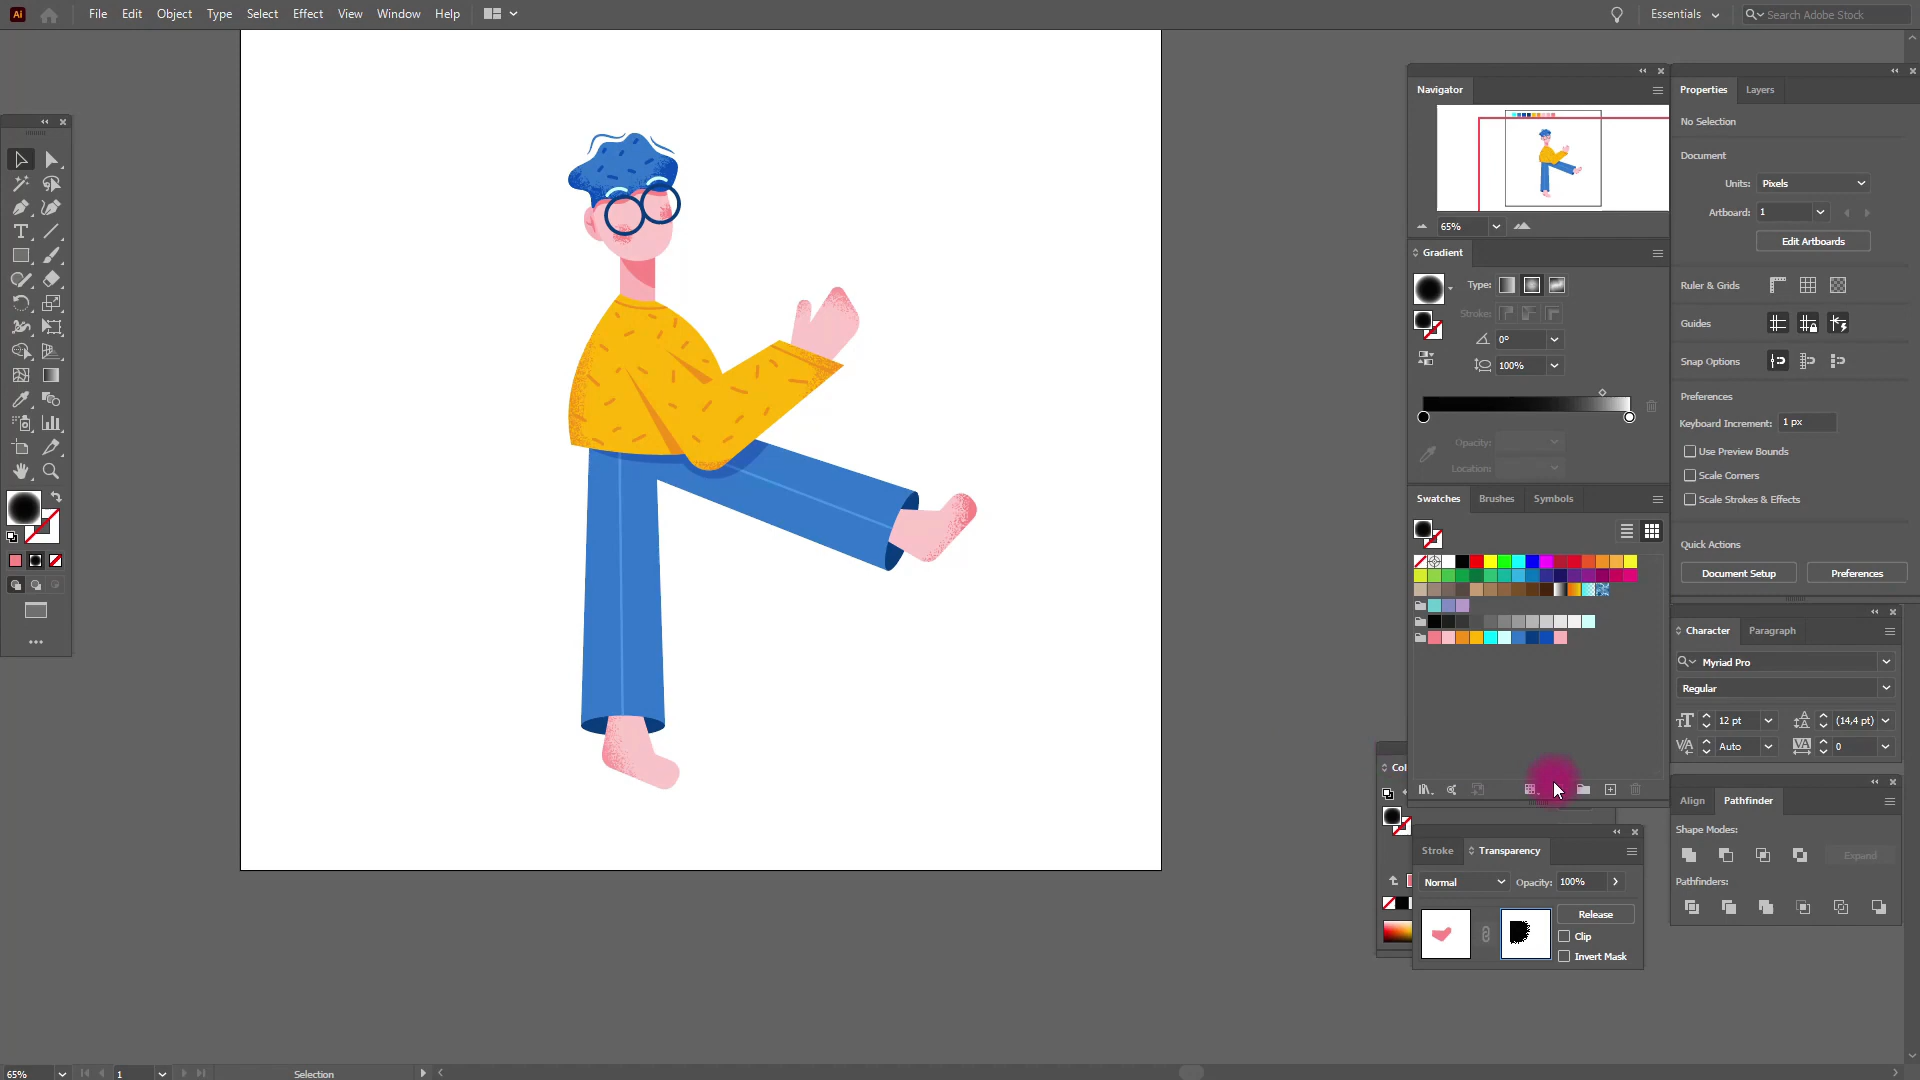 Ai File Edit Object Type Select Effect View Window Help Essentials Search Adobe Stock
Navigator
65%
Gradient
Type:
Stroke:
0°
100%
Opacity:
Location:
Swatches Brushes Symbols
Col
Stroke Transparency
Normal Opacity: 100%
Release
Clip
Invert Mask
Properties Layers
No Selection
Document
Units: Pixels
Artboard: 1
Edit Artboards
Ruler & Grids
Guides
Snap Options
Preferences
Keyboard Increment: 1 px
Use Preview Bounds
Scale Corners
Scale Strokes & Effects
Quick Actions
Document Setup Preferences
Character Paragraph
Myriad Pro
Regular
12 pt (14,4 pt)
Auto 0
Align Pathfinder
Shape Modes:
Expand
Pathfinders:
65% 1 Selection